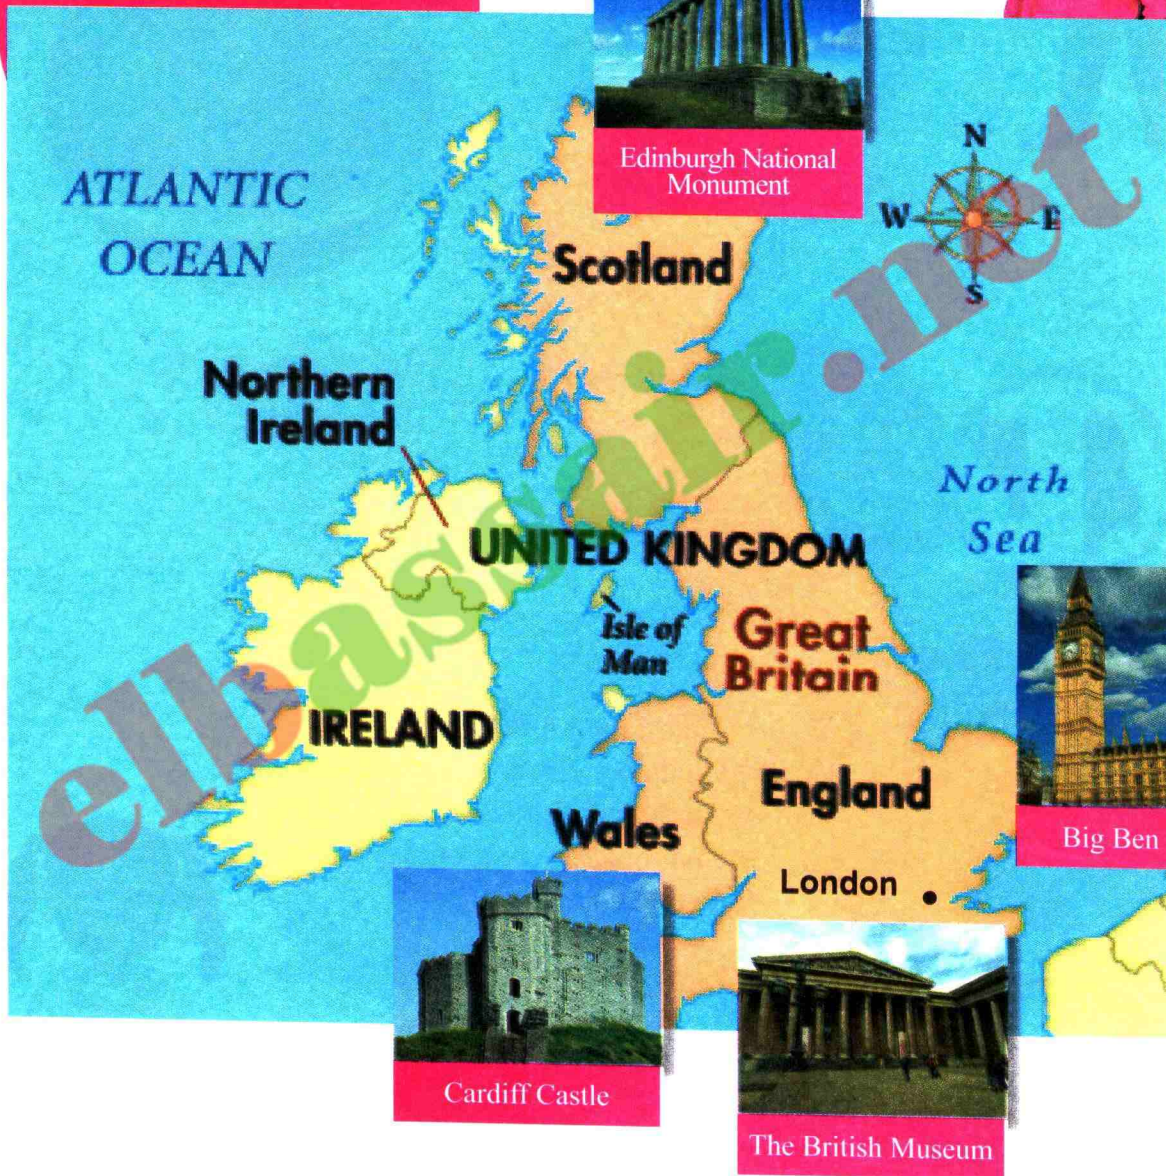 Edinburgh National
Monument
N
W
E
S
ATLANTIC
OCEAN
Scotland
Northern
Ireland
North
Sea
UNITED KINGDOM
Isle of
Man
Great
Britain
IRELAND
England
Wales
London
Big Ben
Cardiff Castle
The British Museum
elbassair.net